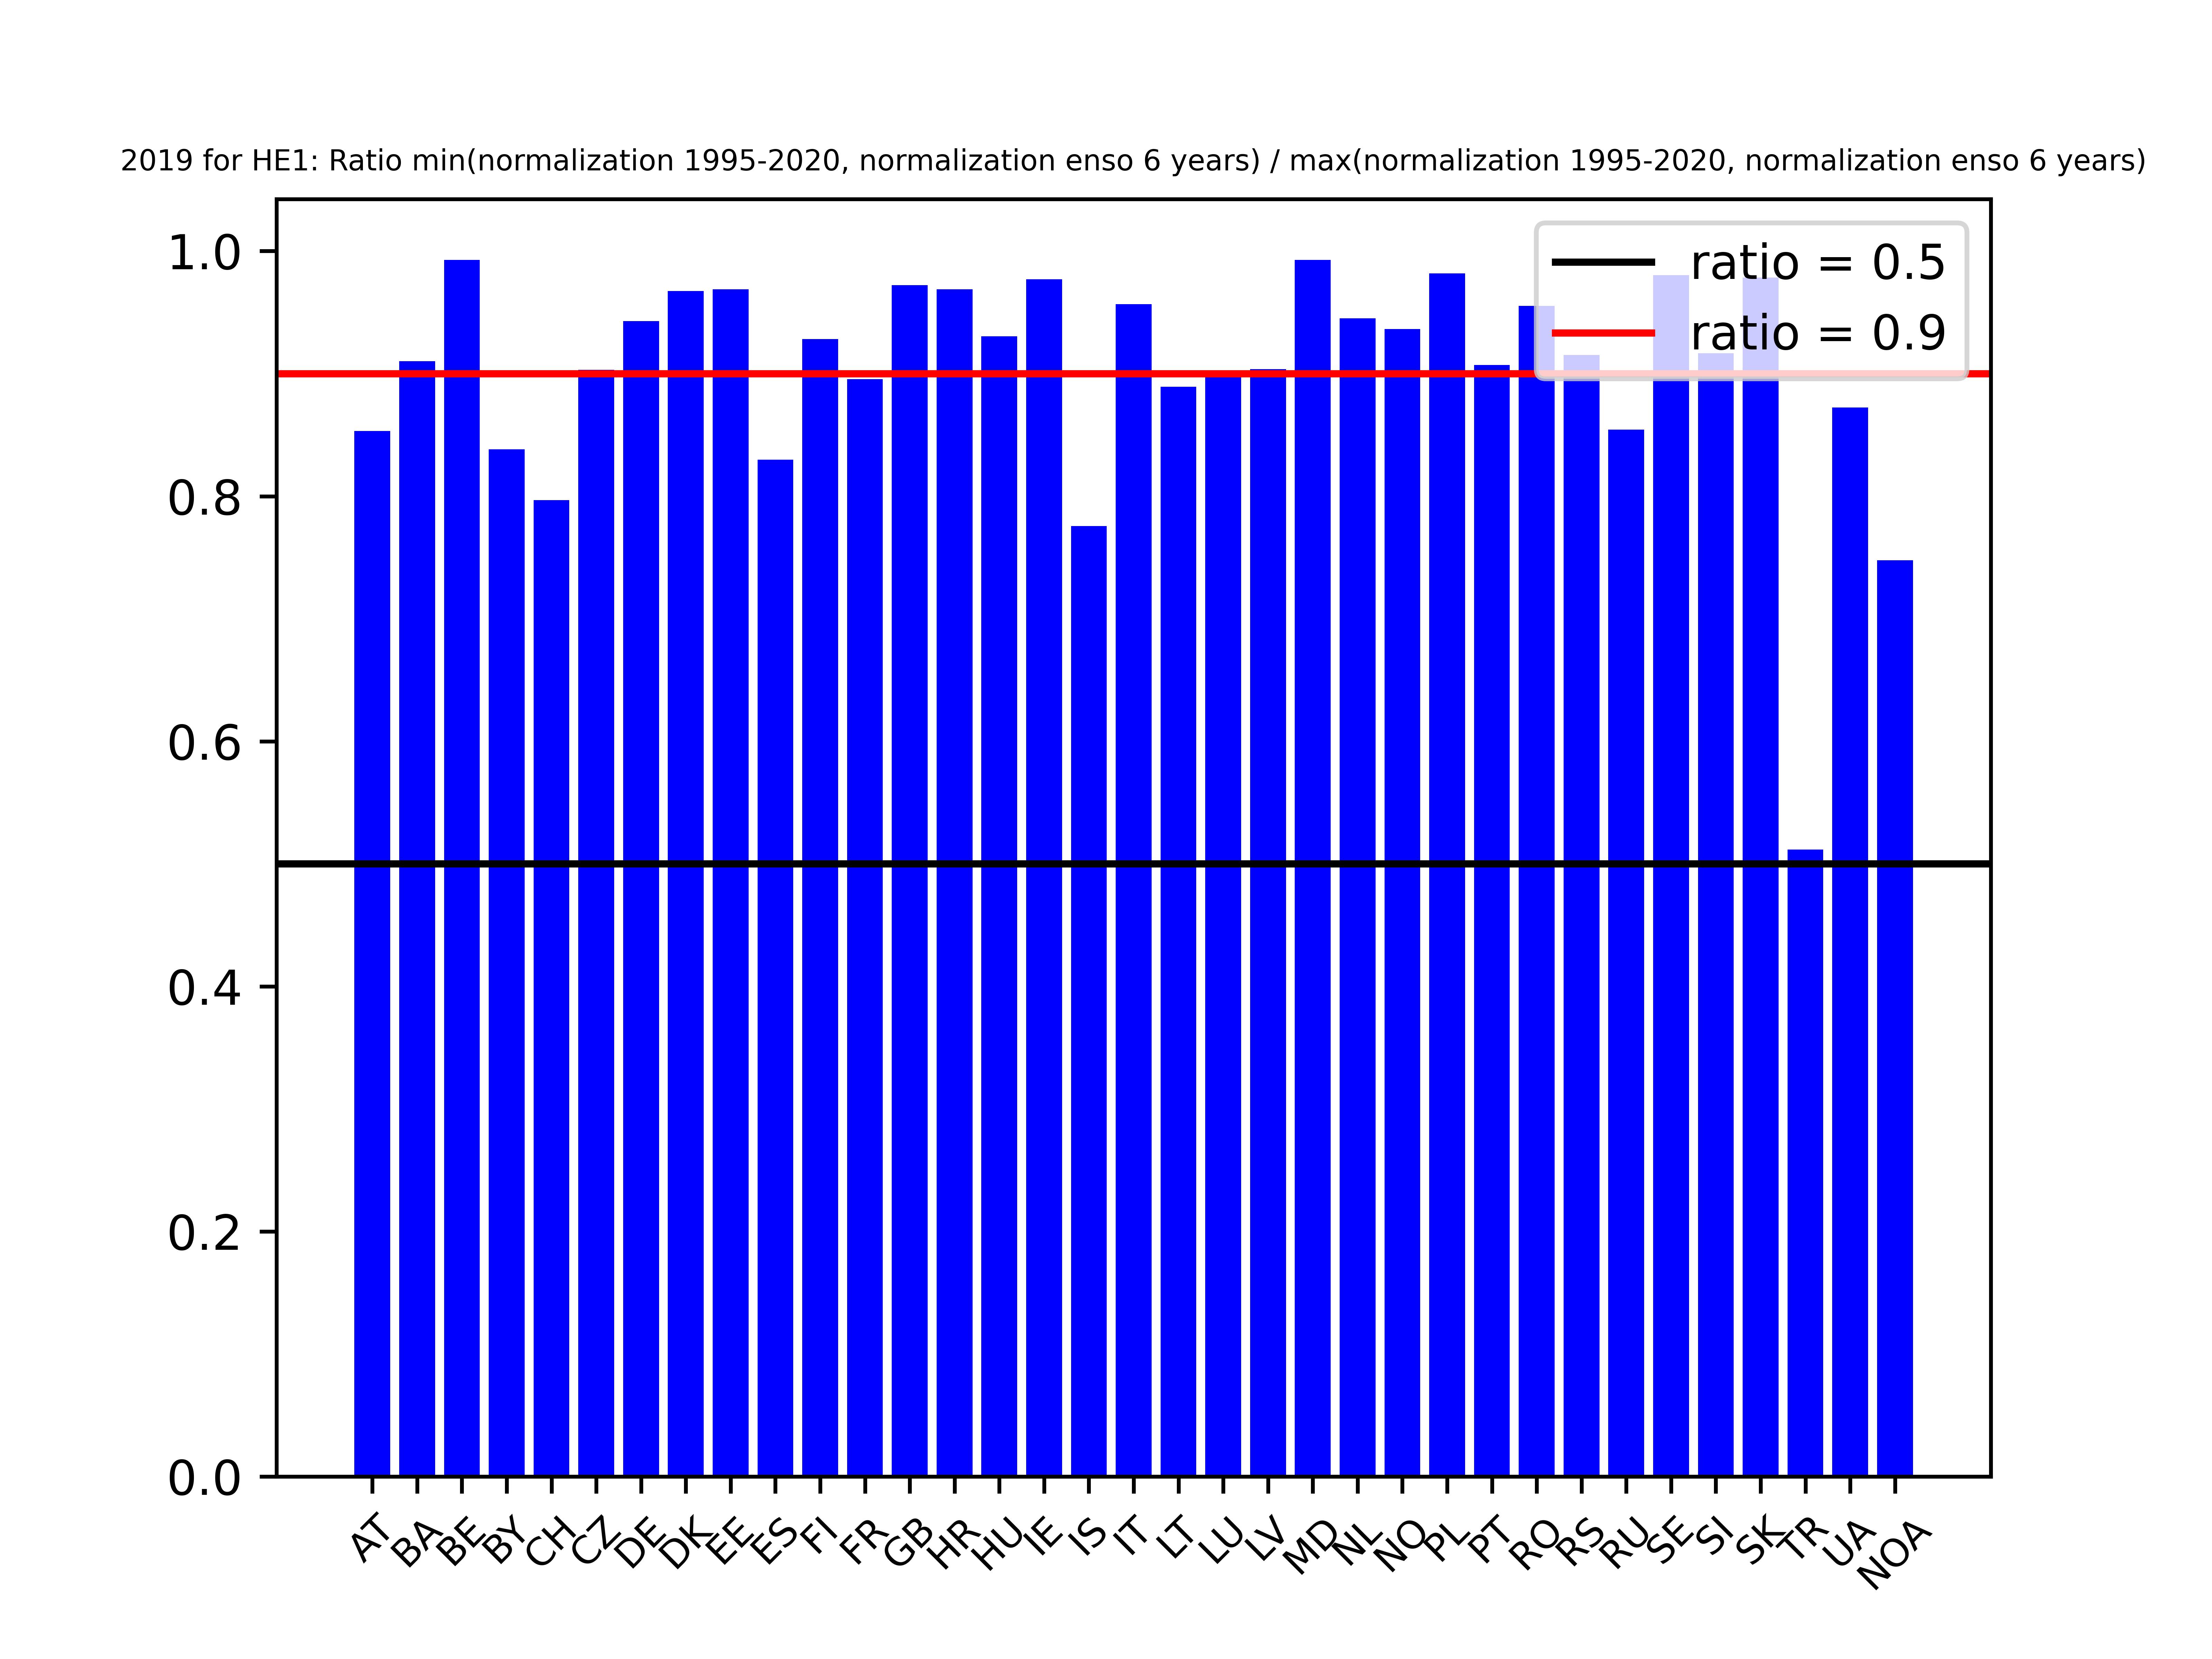 2019 for HE1: Ratio min(normalization 1995-2020, normalization enso 6 years) / max(normalization 1995-2020, normalization enso 6 years)
ratio = 0.5
ratio = 0.9
1.0
0.8
0.6
0.4
0.2
0.0
AT BA BE BY CH CZ DE DK EE ES FI FR GB HR HU IE IS IT LT LU LV MD NL NO PL PT RO RS RU SE SI SK TR UA NOA